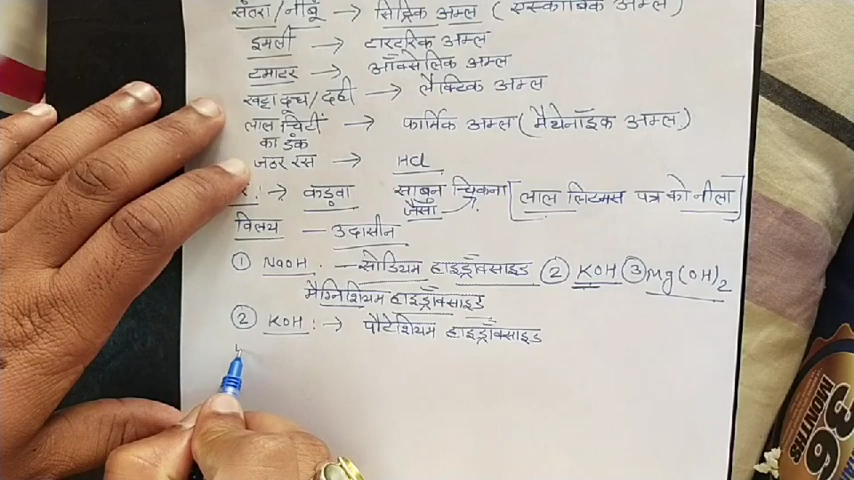 संतरा/नींबू → सिट्रिक अम्ल (एस्कॉर्बिक अम्ल)
इमली → टारटरिक अम्ल
टमाटर → ऑक्सेलिक अम्ल
खट्टा दूध/दही → लैक्टिक अम्ल
लाल चिटीं → फार्मिक अम्ल (मैथेनॉइक अम्ल)
का डंक
जठर रस → HCl
:→ कड़वा साबुन चिकना [लाल लिटमस पत्र को नीला]
जैसा
विलय – उदासीन
① NaOH. – सोडियम हाइड्रॉक्साइड ② KOH ③ Mg(OH)2
मैग्निशियम हाइड्रॉक्साइड
② KOH :→ पौटेशियम हाइड्रॉक्साइड
36
MONTHS